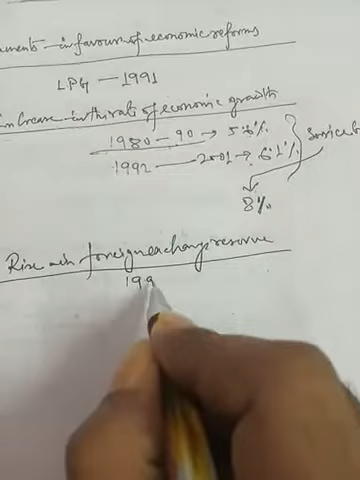 in favour of economic reforms
LPG — 1991
in the rate of economic growth
1980 - 90 → 5.6%
1992 — 2001 → 6.1%
8%
Rise in foreign exchange reserve
199